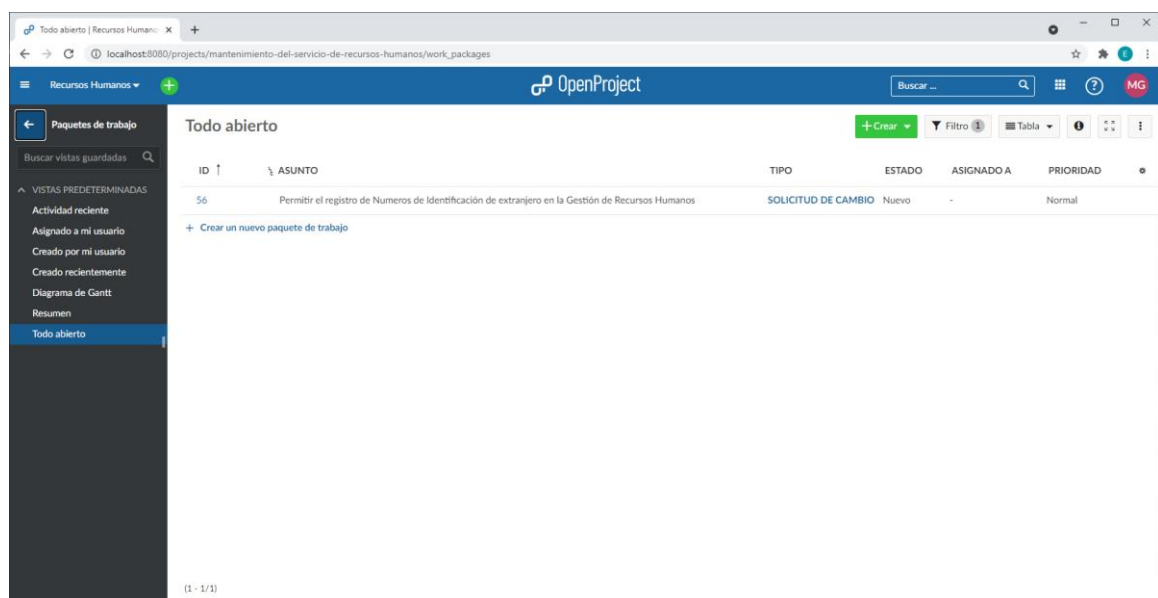 Todo abierto | Recursos Humano
localhost:8080/projects/mantenimiento-del-servicio-de-recursos-humanos/work_packages
E
Recursos Humanos
OpenProject
Buscar ...
MG
Paquetes de trabajo
Buscar vistas guardadas
VISTAS PREDETERMINADAS
Actividad reciente
Asignado a mi usuario
Creado por mi usuario
Creado recientemente
Diagrama de Gantt
Resumen
Todo abierto
Todo abierto
+ Crear
Filtro 1
Tabla
ID ASUNTO TIPO ESTADO ASIGNADO A PRIORIDAD
56 Permitir el registro de Numeros de Identificación de extranjero en la Gestión de Recursos Humanos SOLICITUD DE CAMBIO Nuevo - Normal
+ Crear un nuevo paquete de trabajo
(1 - 1/1)